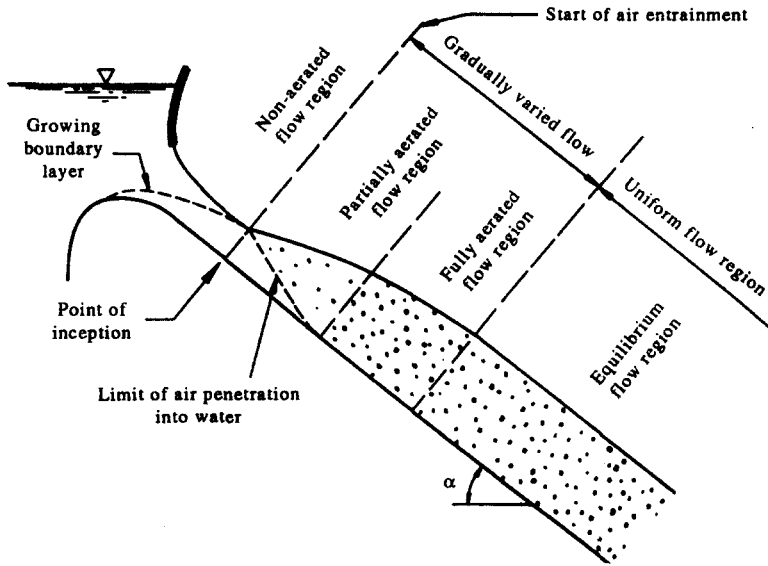 Start of air entrainment
Gradually varied flow
Non-aerated
flow region
Growing
boundary
layer
Partially aerated
flow region
Fully aerated
flow region
Uniform flow region
Point of
inception
Equilibrium
flow region
Limit of air penetration
into water
α